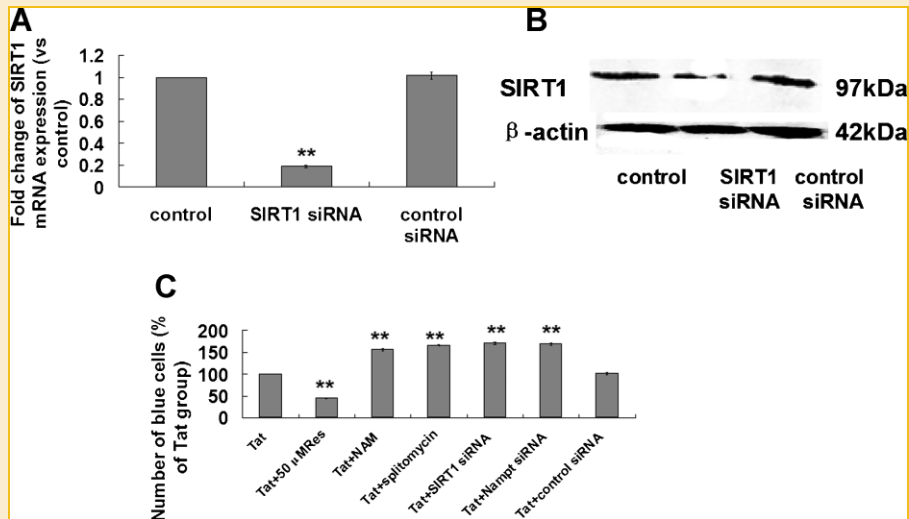 A
Fold change of SIRT1
mRNA expression (vs
control)
1.2
1
0.8
0.6
0.4
0.2
0
**
control
SIRT1 siRNA
control
siRNA
B
SIRT1
97kDa
β-actin
42kDa
control
SIRT1
siRNA
control
siRNA
C
Number of blue cells (%
of Tat group)
200
150
100
50
0
**
**
**
**
**
Tat
Tat+50 μMRes
Tat+NAM
Tat+splitomycin
Tat+SIRT1 siRNA
Tat+Nampt siRNA
Tat+control siRNA